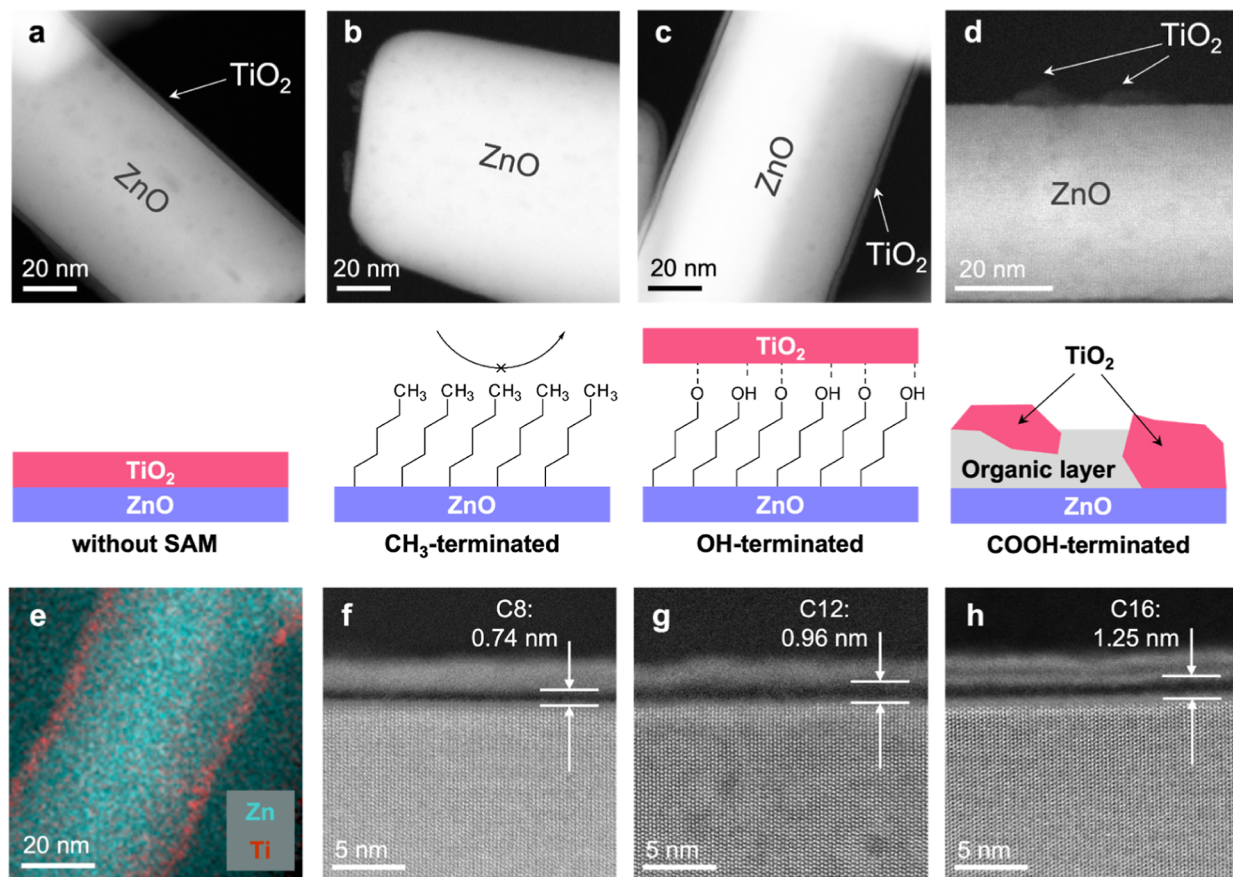 a
TiO₂
ZnO
20 nm
b
ZnO
20 nm
c
ZnO
TiO₂
20 nm
d
TiO₂
ZnO
20 nm
TiO₂
ZnO
without SAM
CH₃ CH₃ CH₃ CH₃ CH₃
ZnO
CH₃-terminated
TiO₂
O OH O OH O OH
ZnO
OH-terminated
TiO₂
Organic layer
ZnO
COOH-terminated
e
Zn
Ti
20 nm
f
C8:
0.74 nm
5 nm
g
C12:
0.96 nm
5 nm
h
C16:
1.25 nm
5 nm